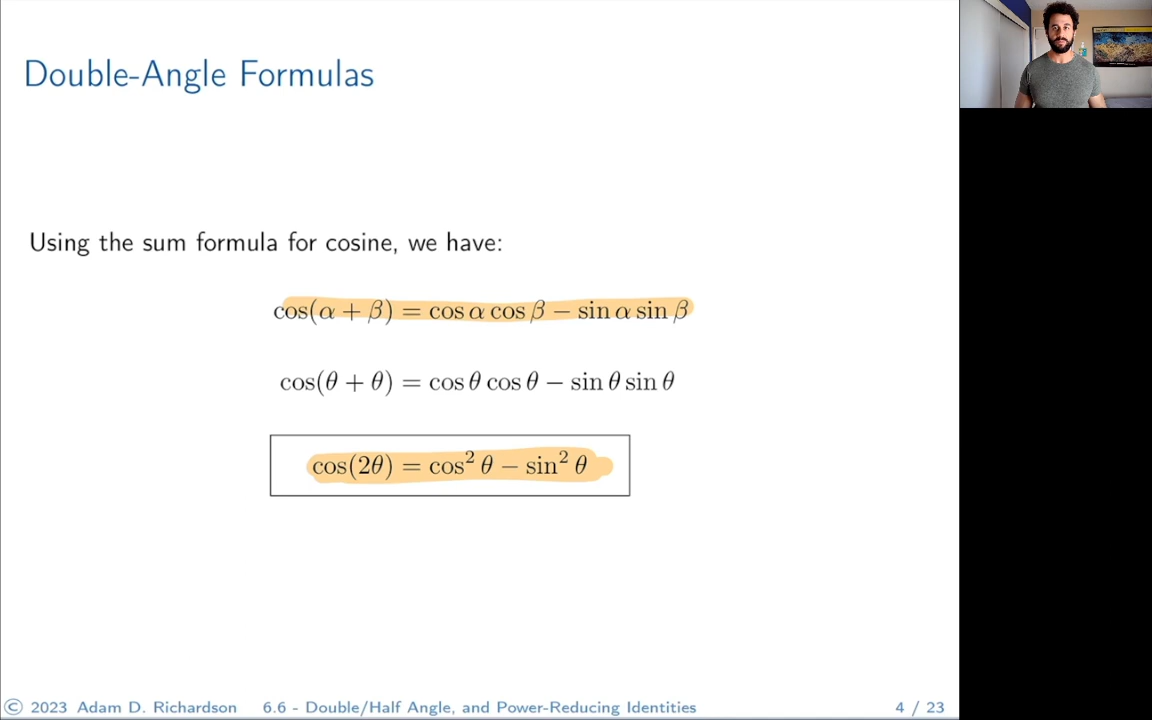 Double-Angle Formulas
Using the sum formula for cosine, we have:
cos(α + β) = cos α cos β − sin α sin β
cos(θ + θ) = cos θ cos θ − sin θ sin θ
cos(2θ) = cos² θ − sin² θ
© 2023 Adam D. Richardson 6.6 - Double/Half Angle, and Power-Reducing Identities 4 / 23